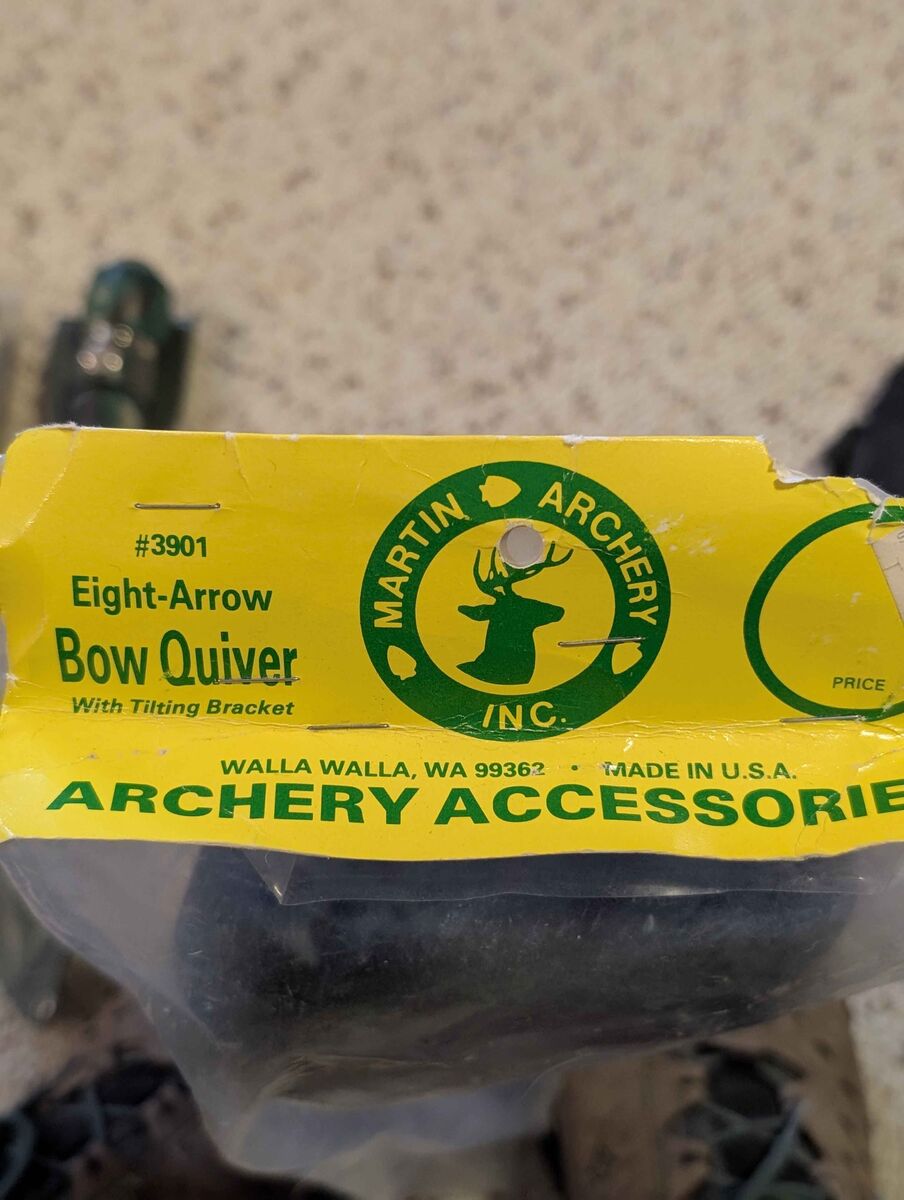 #3901
Eight-Arrow
Bow Quiver
With Tilting Bracket
MARTIN ARCHERY
INC.
PRICE
WALLA WALLA, WA 99362 • MADE IN U.S.A.
ARCHERY ACCESSORIE